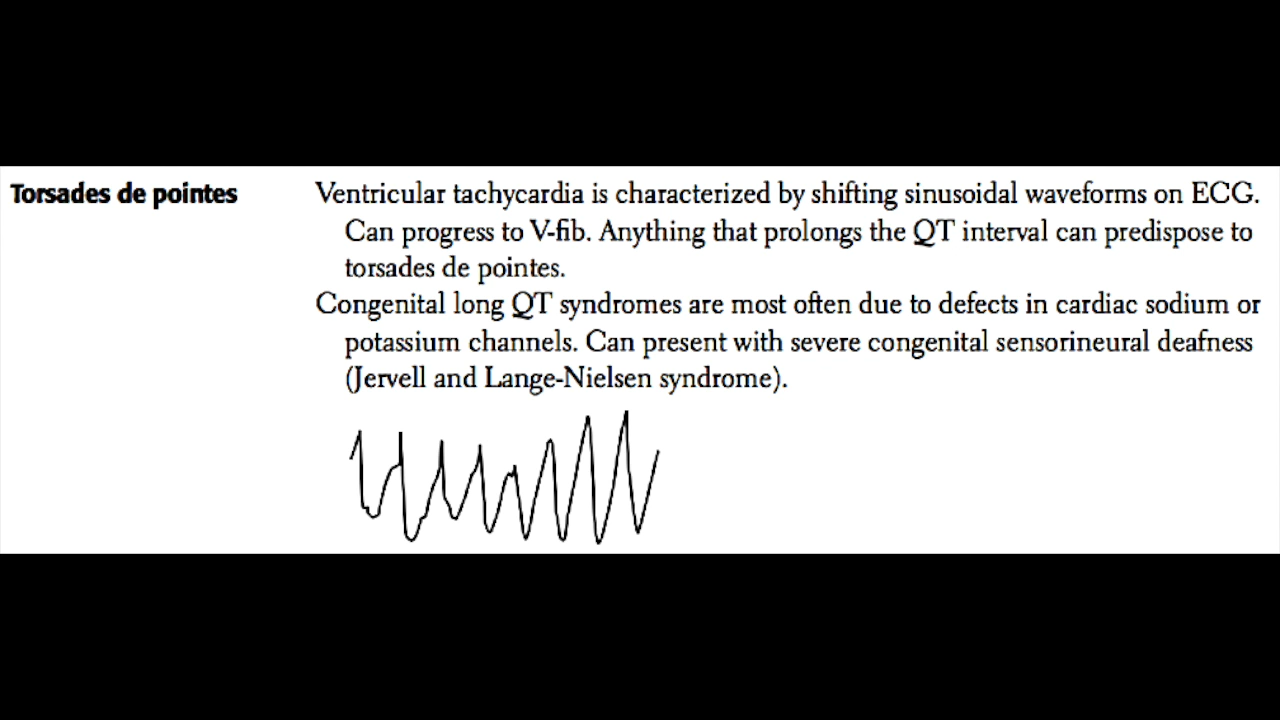 Torsades de pointes
Ventricular tachycardia is characterized by shifting sinusoidal waveforms on ECG.
Can progress to V-fib. Anything that prolongs the QT interval can predispose to
torsades de pointes.
Congenital long QT syndromes are most often due to defects in cardiac sodium or
potassium channels. Can present with severe congenital sensorineural deafness
(Jervell and Lange-Nielsen syndrome).